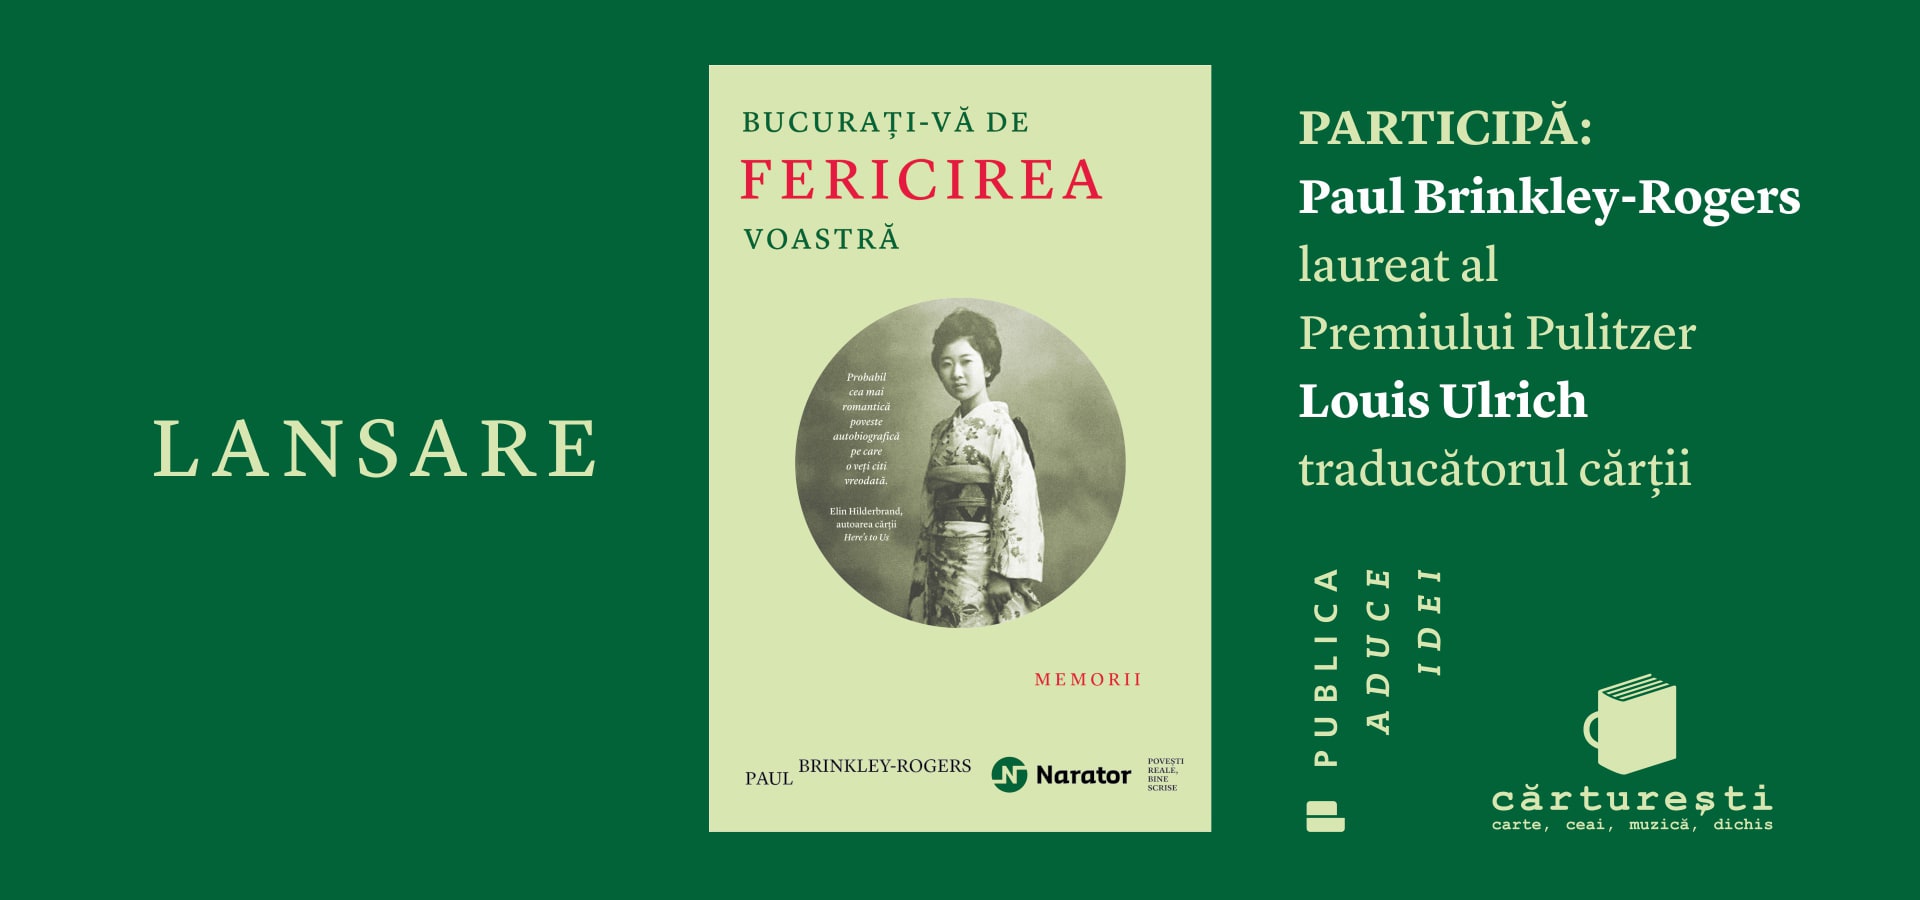 LANSARE
BUCURAȚI-VĂ DE
FERICIREA
VOASTRĂ
Probabil
cea mai
romantică
poveste
autobiografică
pe care
o veți citi
vreodată.
Elin Hilderbrand,
autoarea cărții
Here's to Us
MEMORII
PAUL BRINKLEY-ROGERS
N Narator
POVEȘTI
REALE,
BINE
SCRISE
PARTICIPĂ:
Paul Brinkley-Rogers
laureat al
Premiului Pulitzer
Louis Ulrich
traducătorul cărții
PUBLICA
ADUCE
IDEI
cărturești
carte, ceai, muzică, dichis